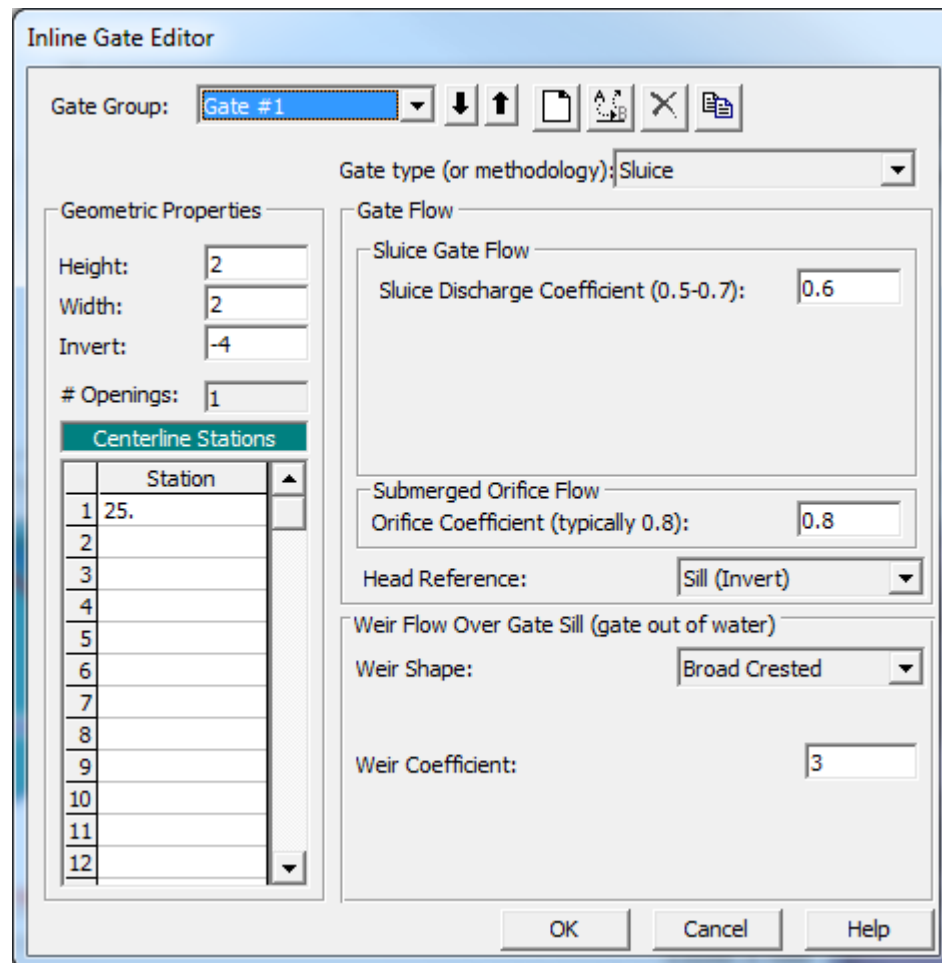 Inline Gate Editor
Gate Group: Gate #1
Gate type (or methodology): Sluice
Geometric Properties
Height: 2
Width: 2
Invert: -4
# Openings: 1
Centerline Stations
Station
1 25.
2
3
4
5
6
7
8
9
10
11
12
Gate Flow
Sluice Gate Flow
Sluice Discharge Coefficient (0.5-0.7): 0.6
Submerged Orifice Flow
Orifice Coefficient (typically 0.8): 0.8
Head Reference: Sill (Invert)
Weir Flow Over Gate Sill (gate out of water)
Weir Shape: Broad Crested
Weir Coefficient: 3
OK Cancel Help